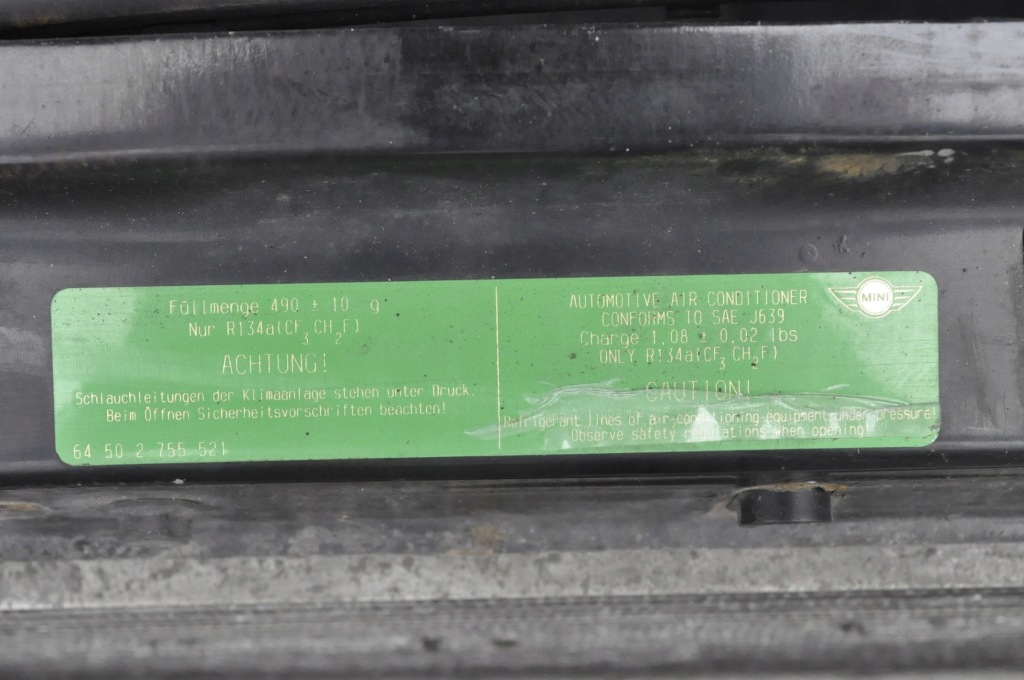 Füllmenge 490 ± 10 g
Nur R134a(CF₃CH₂F)
ACHTUNG!
Schlauchleitungen der Klimaanlage stehen unter Druck.
Beim Öffnen Sicherheitsvorschriften beachten!
64 50 2 755 521
AUTOMOTIVE AIR CONDITIONER
CONFORMS TO SAE J639
Charge 1.08 ± 0.02 lbs
ONLY R134a(CF₃CH₂F)
CAUTION!
Refrigerant lines of air conditioning equipment under pressure!
Observe safety regulations when opening!
MINI